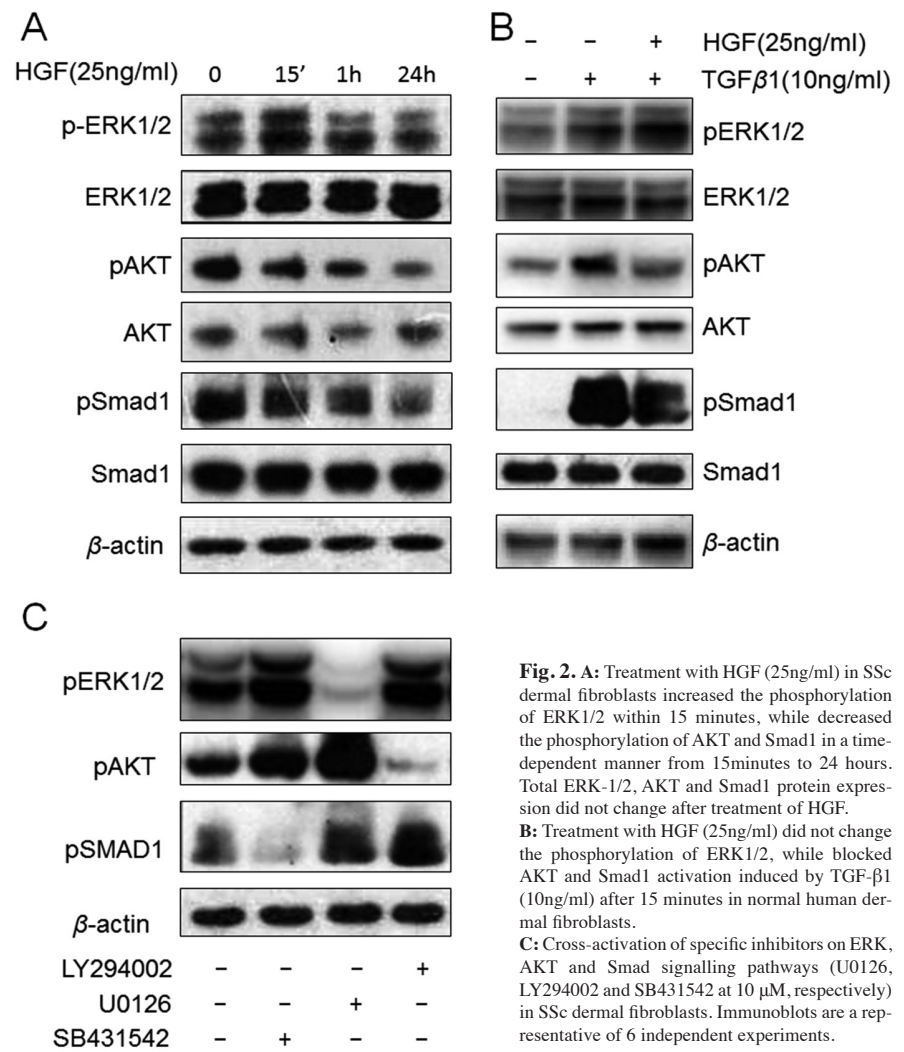 A
HGF(25ng/ml) 0 15’ 1h 24h
p-ERK1/2
ERK1/2
pAKT
AKT
pSmad1
Smad1
β-actin
B
– – + HGF(25ng/ml)
– + + TGFβ1(10ng/ml)
pERK1/2
ERK1/2
pAKT
AKT
pSmad1
Smad1
β-actin
C
pERK1/2
pAKT
pSMAD1
β-actin
LY294002 – – – +
U0126 – – + –
SB431542 – + – –
Fig. 2. A: Treatment with HGF (25ng/ml) in SSc
dermal fibroblasts increased the phosphorylation
of ERK1/2 within 15 minutes, while decreased
the phosphorylation of AKT and Smad1 in a time-
dependent manner from 15minutes to 24 hours.
Total ERK-1/2, AKT and Smad1 protein expres-
sion did not change after treatment of HGF.
B: Treatment with HGF (25ng/ml) did not change
the phosphorylation of ERK1/2, while blocked
AKT and Smad1 activation induced by TGF-β1
(10ng/ml) after 15 minutes in normal human der-
mal fibroblasts.
C: Cross-activation of specific inhibitors on ERK,
AKT and Smad signalling pathways (U0126,
LY294002 and SB431542 at 10 μM, respectively)
in SSc dermal fibroblasts. Immunoblots are a rep-
resentative of 6 independent experiments.